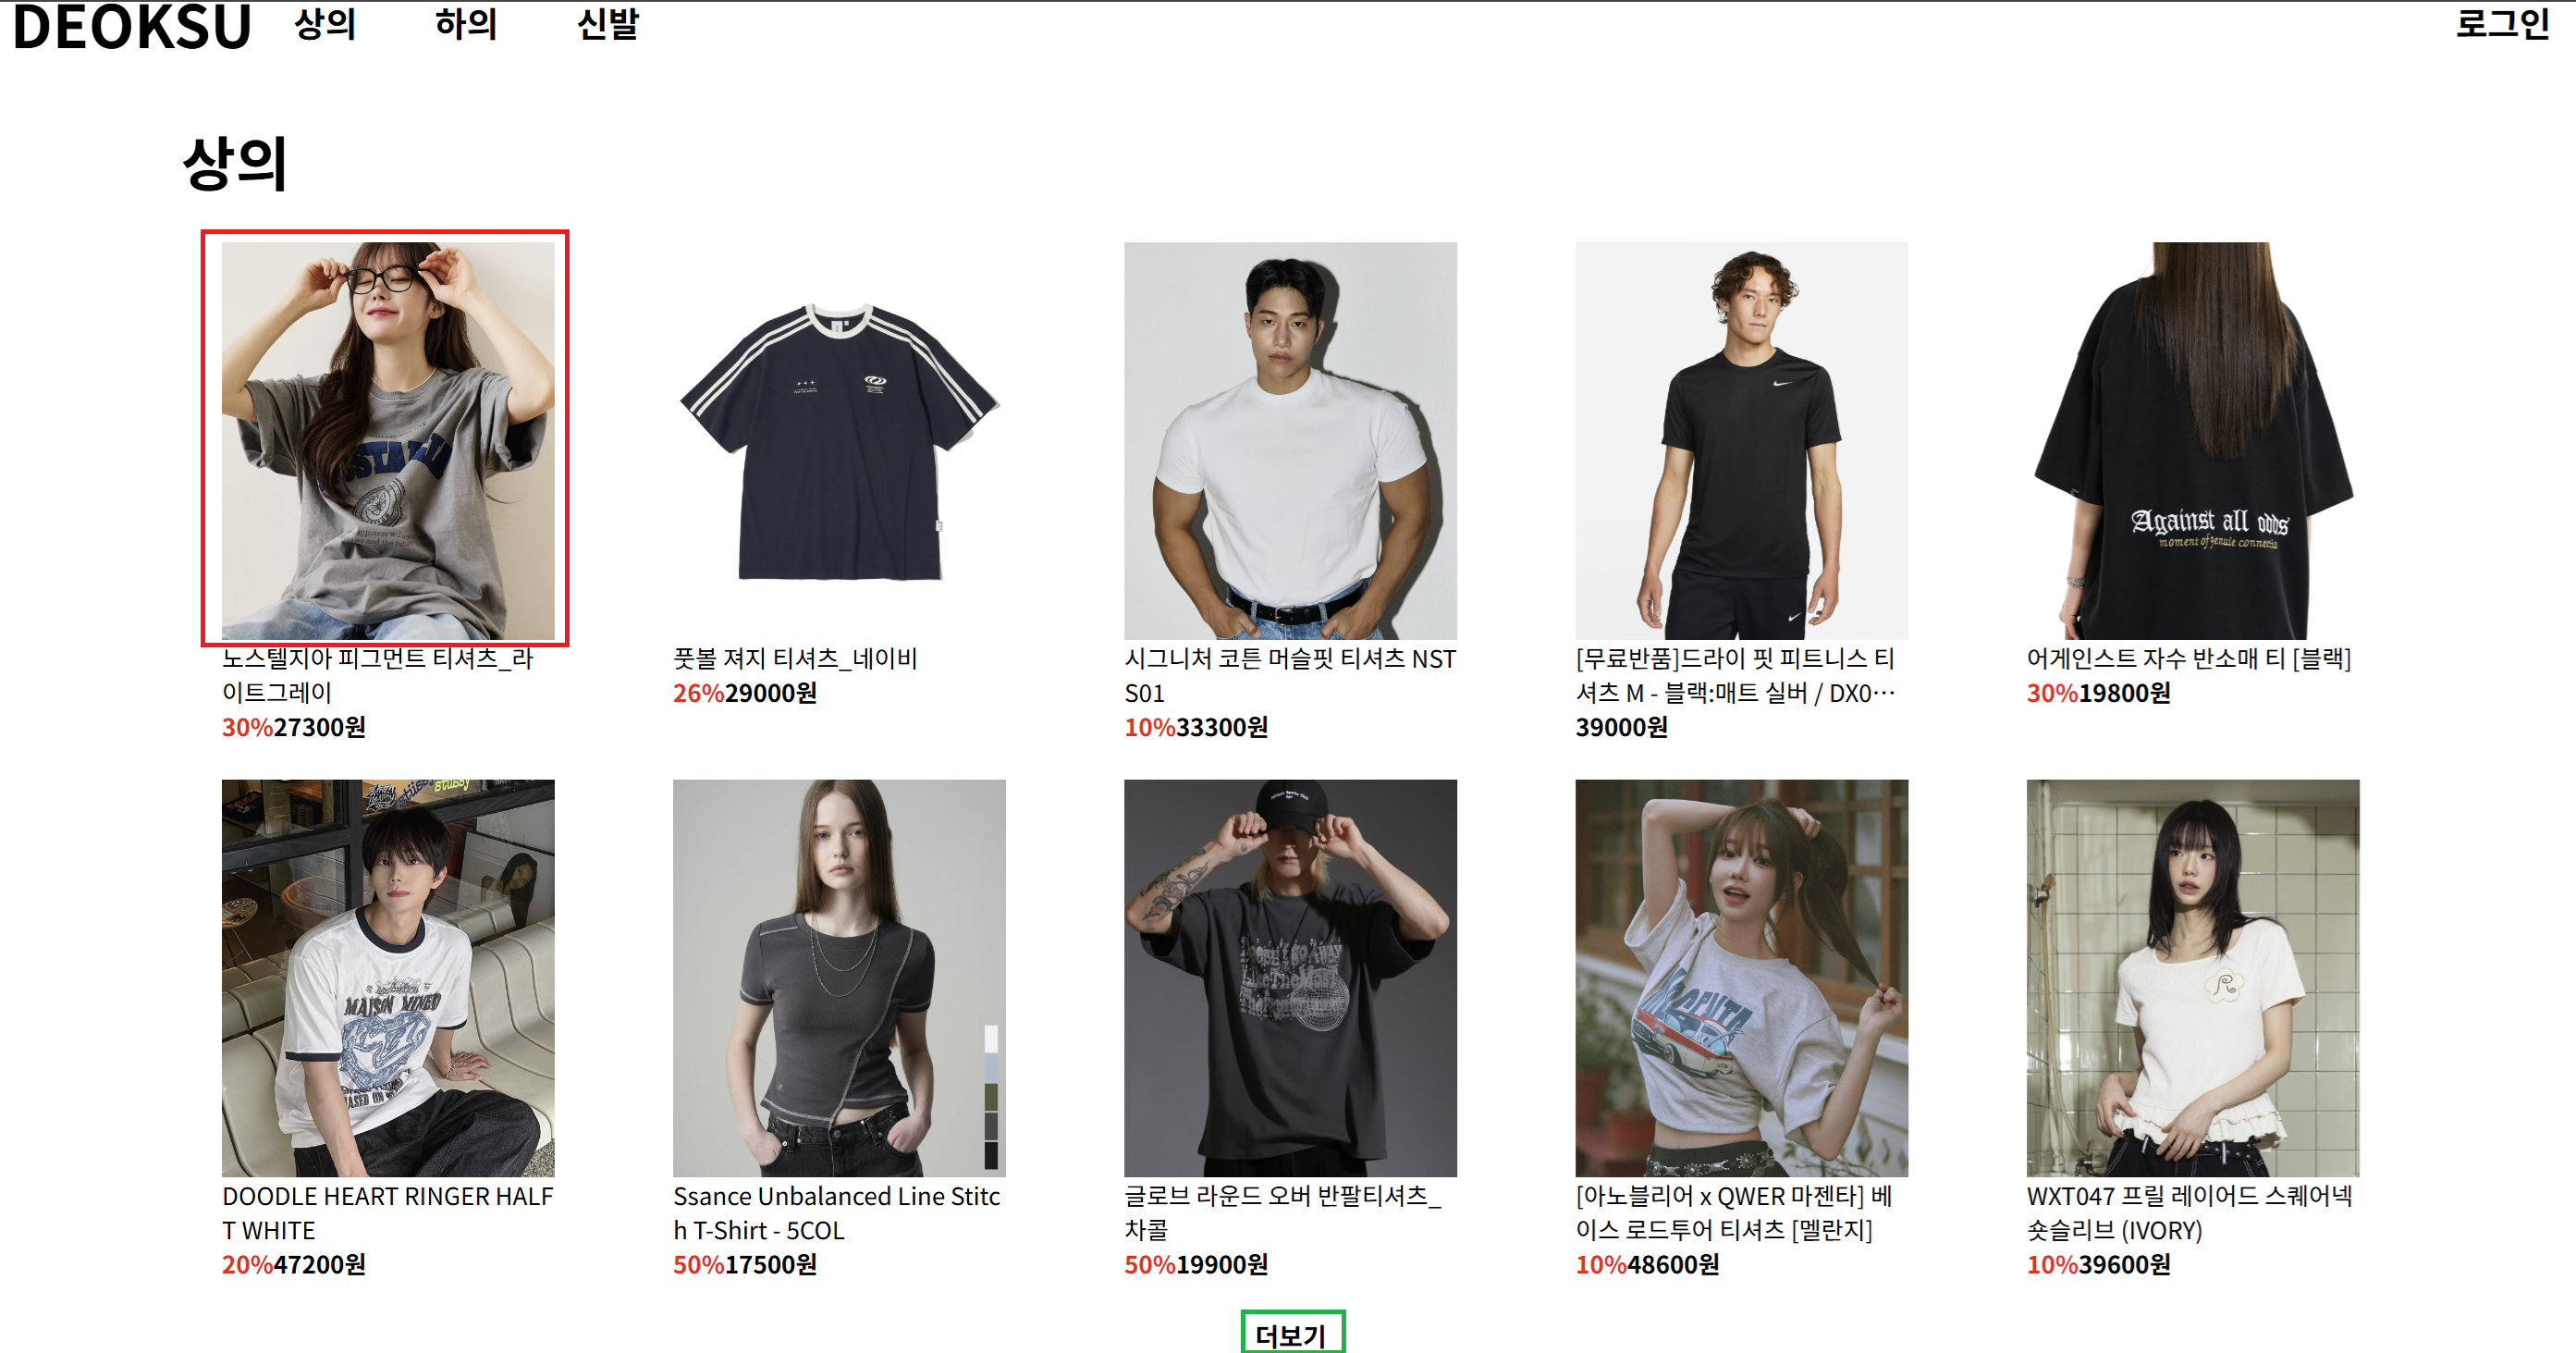 DEOKSU 상의 하의 신발 로그인
상의
노스텔지아 피그먼트 티셔츠_라
이트그레이
30%27300원
풋볼 져지 티셔츠_네이비
26%29000원
시그니처 코튼 머슬핏 티셔츠 NST
S01
10%33300원
[무료반품]드라이 핏 피트니스 티
셔츠 M - 블랙:매트 실버 / DX0…
39000원
Against all odds
어게인스트 자수 반소매 티 [블랙]
30%19800원
stussy
MAISON MINED
DOODLE HEART RINGER HALF
T WHITE
20%47200원
Ssance Unbalanced Line Stitc
h T-Shirt - 5COL
50%17500원
글로브 라운드 오버 반팔티셔츠_
차콜
50%19900원
[아노블리어 x QWER 마젠타] 베
이스 로드투어 티셔츠 [멜란지]
10%48600원
WXT047 프릴 레이어드 스퀘어넥
숏슬리브 (IVORY)
10%39600원
더보기